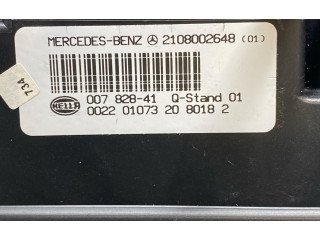 MERCEDES-BENZ 2108002648 (01)
734
HELLA 007 828-41 Q-Stand 01
0022 01073 20 8018 2